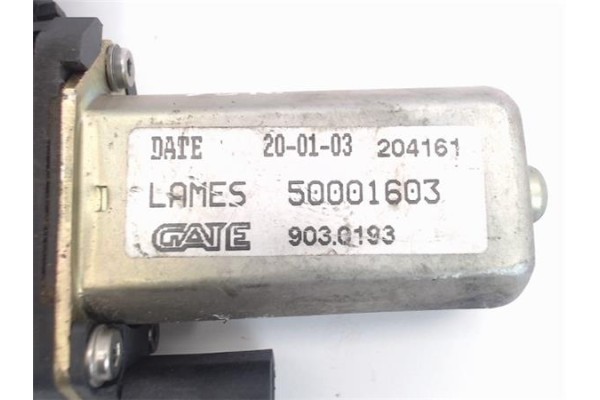 DATE 20-01-03 204161
LAMES 50001603
GATE 903.0193